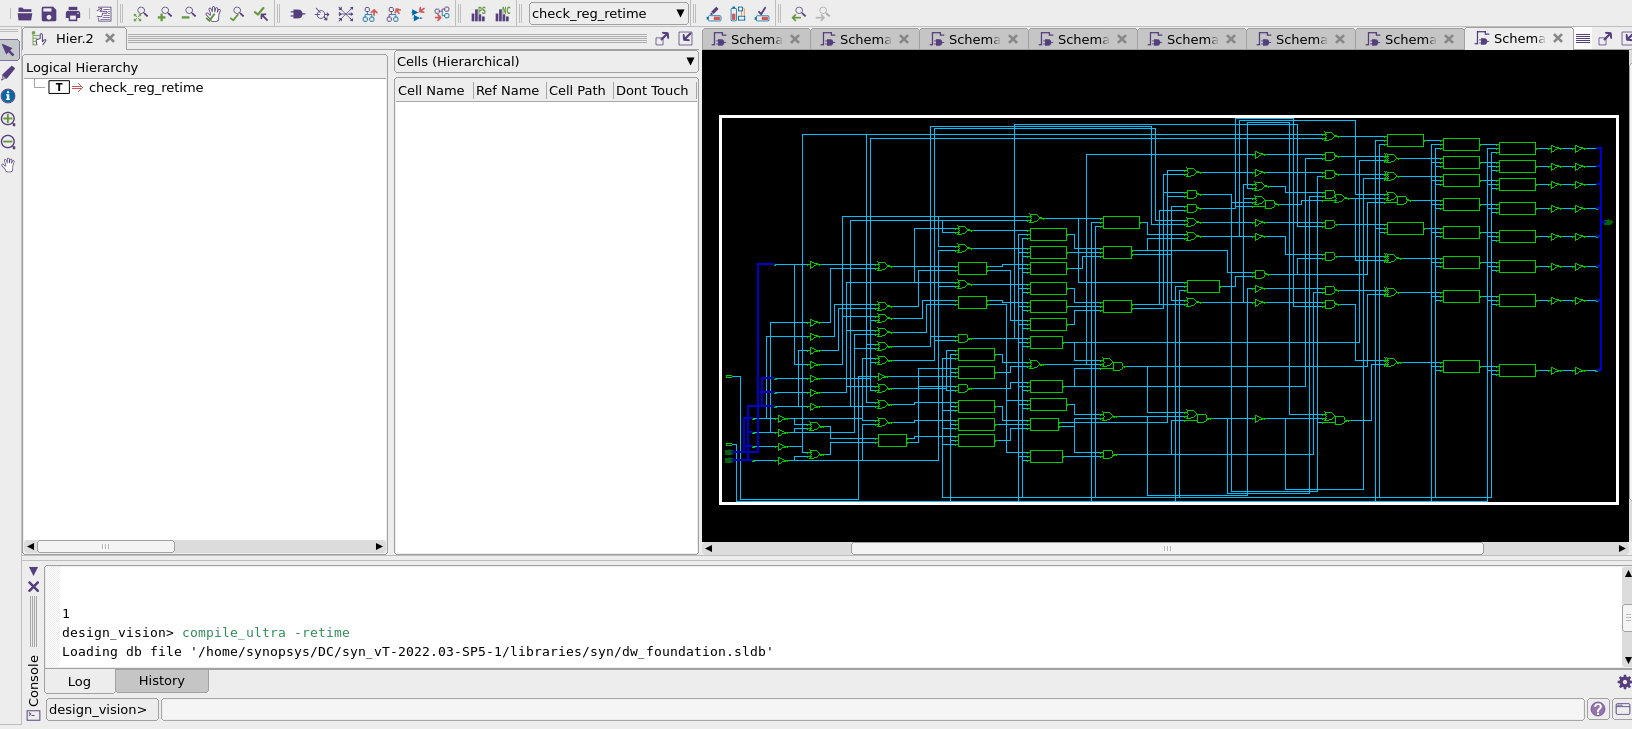 check_reg_retime
Hier.2
Schema Schema Schema Schema Schema Schema Schema Schema
Logical Hierarchy
T check_reg_retime
Cells (Hierarchical)
Cell Name Ref Name Cell Path Dont Touch
1
design_vision> compile_ultra -retime
Loading db file '/home/synopsys/DC/syn_vT-2022.03-SP5-1/libraries/syn/dw_foundation.sldb'
Console
Log History
design_vision>